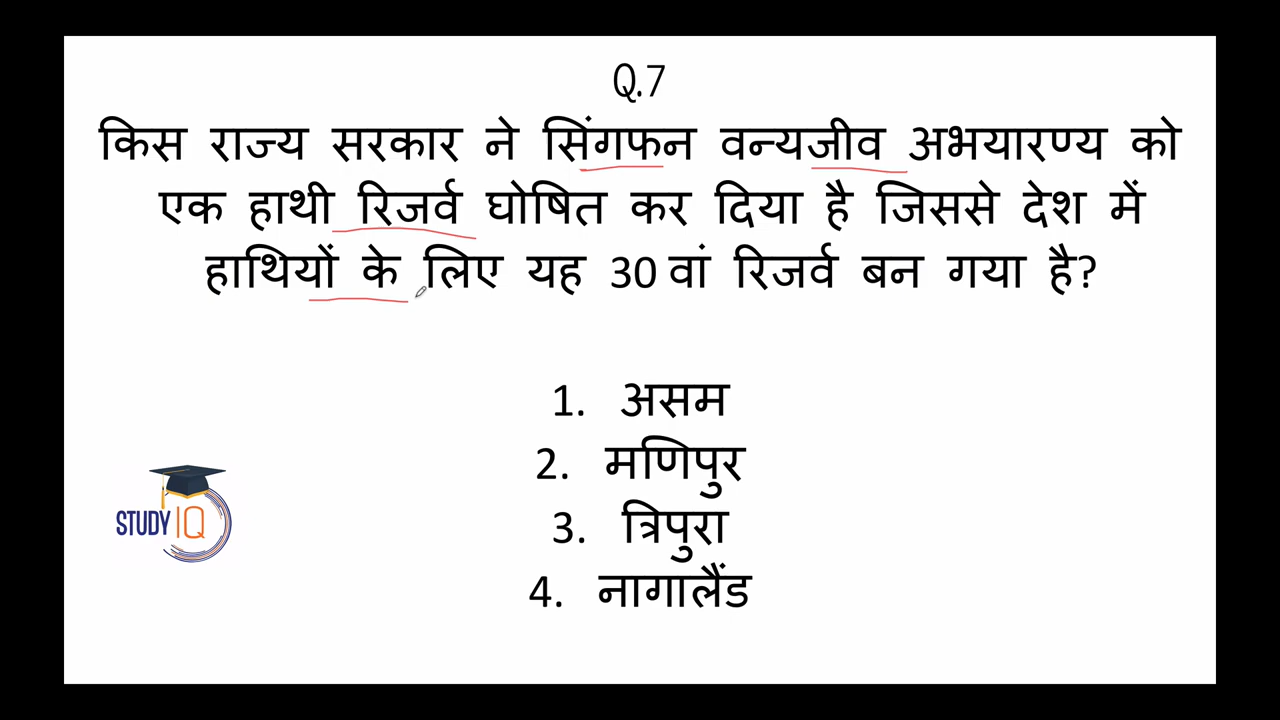 Q.7
किस राज्य सरकार ने सिंगफन वन्यजीव अभयारण्य को
एक हाथी रिजर्व घोषित कर दिया है जिससे देश में
हाथियों के लिए यह 30 वां रिजर्व बन गया है?
1. असम
2. मणिपुर
3. त्रिपुरा
4. नागालैंड
STUDY IQ